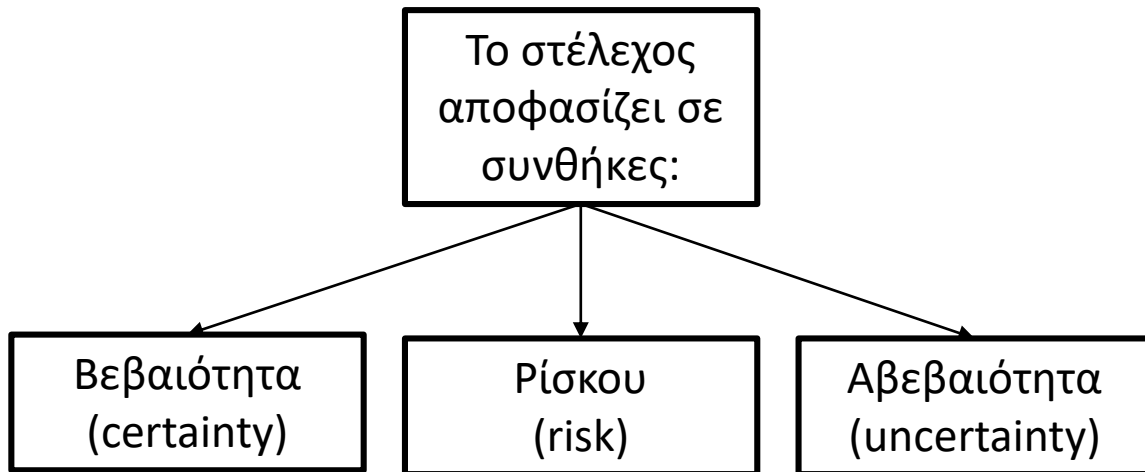 Το στέλεχος
αποφασίζει σε
συνθήκες:
Βεβαιότητα
(certainty)
Ρίσκου
(risk)
Αβεβαιότητα
(uncertainty)